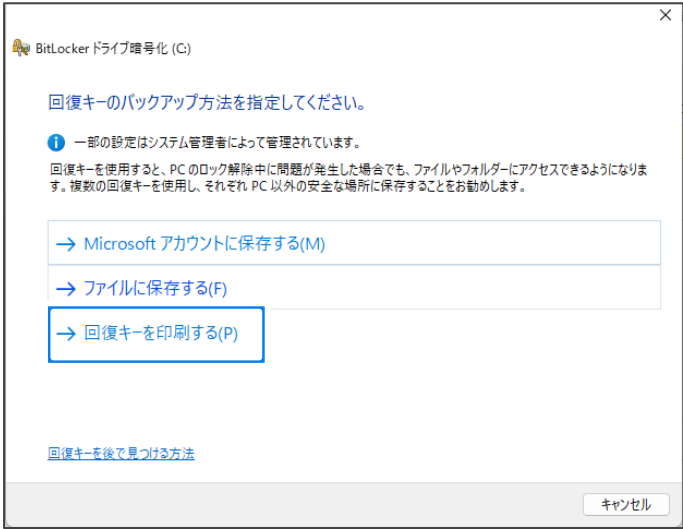 BitLocker ドライブ暗号化 (C:)
回復キーのバックアップ方法を指定してください。
一部の設定はシステム管理者によって管理されています。
回復キーを使用すると、PC のロック解除中に問題が発生した場合でも、ファイルやフォルダーにアクセスできるようになりま
す。複数の回復キーを使用し、それぞれ PC 以外の安全な場所に保存することをお勧めします。
→ Microsoft アカウントに保存する(M)
→ ファイルに保存する(F)
→ 回復キーを印刷する(P)
回復キーを後で見つける方法
キャンセル